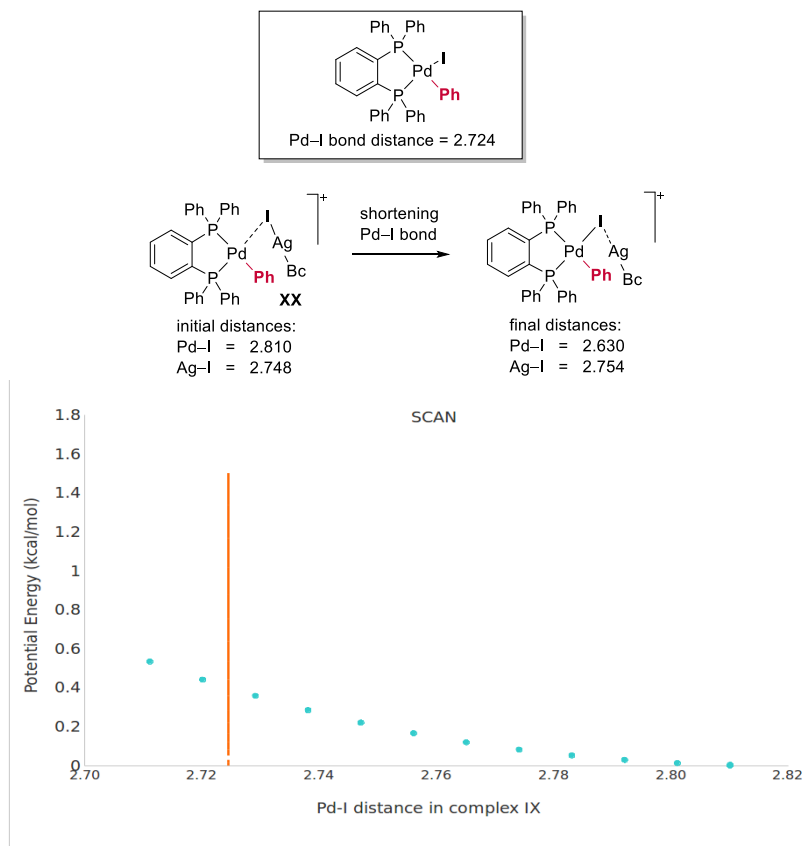 Ph Ph
P I
Pd
P Ph
Ph Ph
Pd–I bond distance = 2.724
Ph Ph I ]+
P Ag
Pd Bc
P Ph
Ph Ph XX
initial distances:
Pd–I = 2.810
Ag–I = 2.748
shortening
Pd–I bond
Ph Ph I ]+
P Ag
Pd Bc
P Ph
Ph Ph
final distances:
Pd–I = 2.630
Ag–I = 2.754
SCAN
Potential Energy (kcal/mol)
1.8
1.6
1.4
1.2
1
0.8
0.6
0.4
0.2
0
2.70 2.72 2.74 2.76 2.78 2.80 2.82
Pd-I distance in complex IX